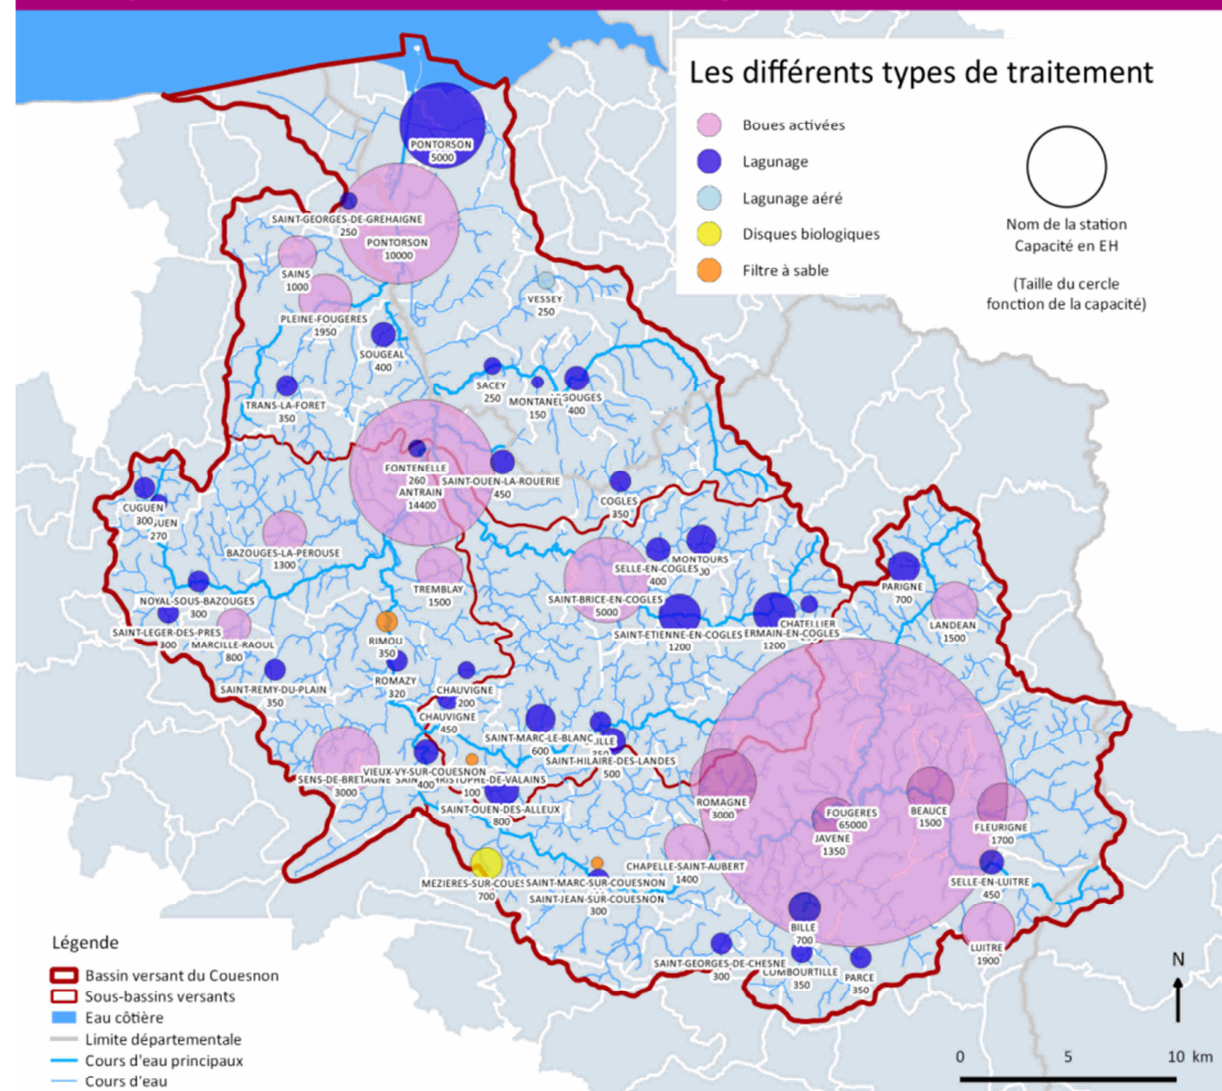 Les différents types de traitement
Boues activées
Lagunage
Lagunage aéré
Disques biologiques
Filtre à sable
Nom de la station
Capacité en EH
(Taille du cercle
fonction de la capacité)
PONTORSON
5000
SAINT-GEORGES-DE-GREHAIGNE
250
PONTORSON
10000
SAINS
1000
VESSEY
250
PLEINE-FOUGERES
1950
SOUGEAL
400
SACEY
250
MONTANEL
150
400
TRANS-LA-FORET
350
FONTENELLE
260
ANTRAIN
14400
SAINT-OUEN-LA-ROUERIE
450
COGLES
350
CUGUEN
300
270
BAZOUGES-LA-PEROUSE
1300
MONTOURS
SELLE-EN-COGLES
400
TREMBLAY
1500
SAINT-BRICE-EN-COGLES
5000
PARIGNE
700
LANDEAN
1500
NOYAL-SOUS-BAZOUGES
300
SAINT-LEGER-DES-PRES
300
MARCILLE-RAOUL
800
RIMOU
350
SAINT-ETIENNE-EN-COGLES
1200
CHATELLIER
ERMAIN-EN-COGLES
1200
ROMAZY
320
SAINT-REMY-DU-PLAIN
350
CHAUVIGNE
200
CHAUVIGNE
450
SAINT-MARC-LE-BLANC
600
SAINT-HILAIRE-DES-LANDES
500
SENS-DE-BRETAGNE
3000
VIEUX-VY-SUR-COUESNON
400
100
SAINT-OUEN-DES-ALLEUX
800
ROMAGNE
3000
FOUGERES
65000
JAVENE
1350
BEAUCE
1500
FLEURIGNE
1700
CHAPELLE-SAINT-AUBERT
1400
SELLE-EN-LUITRE
450
MEZIERES-SUR-COUES
700
SAINT-MARC-SUR-COUESNON
SAINT-JEAN-SUR-COUESNON
300
BILLE
700
LUITRE
1900
SAINT-GEORGES-DE-CHESNE
300
COMBOURTILLE
350
PARCE
350
Légende
Bassin versant du Couesnon
Sous-bassins versants
Eau côtière
Limite départementale
Cours d'eau principaux
Cours d'eau
N
0 5 10 km